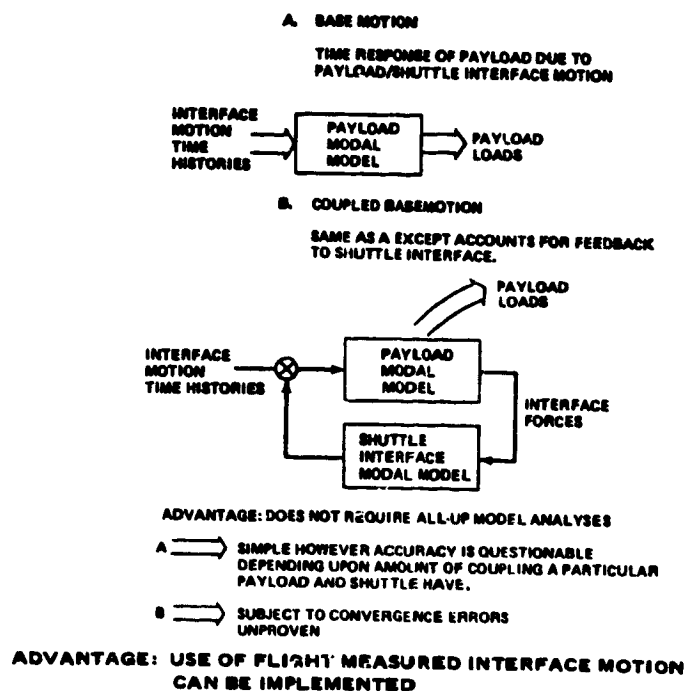 A. BASE MOTION
TIME RESPONSE OF PAYLOAD DUE TO
PAYLOAD/SHUTTLE INTERFACE MOTION
INTERFACE
MOTION
TIME
HISTORIES
PAYLOAD
MODAL
MODEL
PAYLOAD
LOADS
B. COUPLED BASEMOTION
SAME AS A EXCEPT ACCOUNTS FOR FEEDBACK
TO SHUTTLE INTERFACE.
PAYLOAD
LOADS
INTERFACE
MOTION
TIME HISTORIES
PAYLOAD
MODAL
MODEL
INTERFACE
FORCES
SHUTTLE
INTERFACE
MODAL MODEL
ADVANTAGE: DOES NOT REQUIRE ALL-UP MODEL ANALYSES
A SIMPLE HOWEVER ACCURACY IS QUESTIONABLE
DEPENDING UPON AMOUNT OF COUPLING A PARTICULAR
PAYLOAD AND SHUTTLE HAVE.
B SUBJECT TO CONVERGENCE ERRORS
UNPROVEN
ADVANTAGE: USE OF FLIGHT MEASURED INTERFACE MOTION
CAN BE IMPLEMENTED